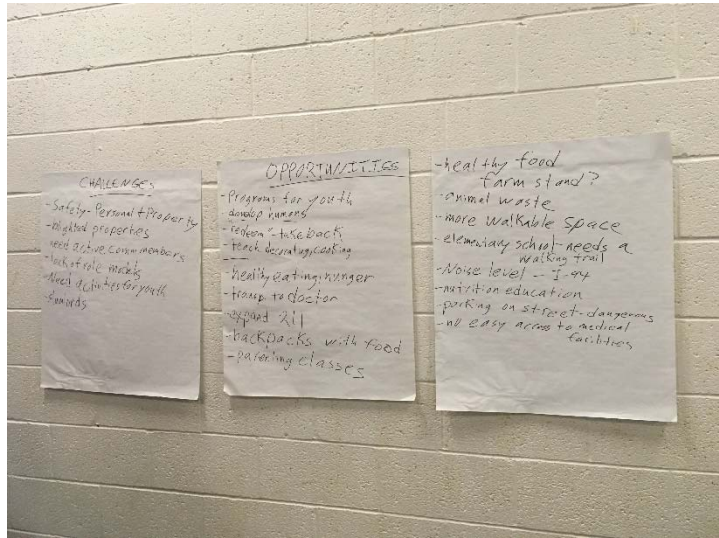 CHALLENGES
-Safety-Personal + Property
-blighted properties
need active, comm members
-lack of role models
-Need activities for youth
OPPORTUNITIES
-Programs for youth
develop humans
-"redeem"-take back
-teach decorating, cooking
-healthy eating, hunger
-transp to doctor
-expand 211
-backpacks with food
-parenting classes
-healthy food
farm stand?
-animal waste
-more walkable space
-elementary school-needs a
walking trail
-Noise level -- I-94
-nutrition education
-parking on street-dangerous
-no easy access to medical
facilities